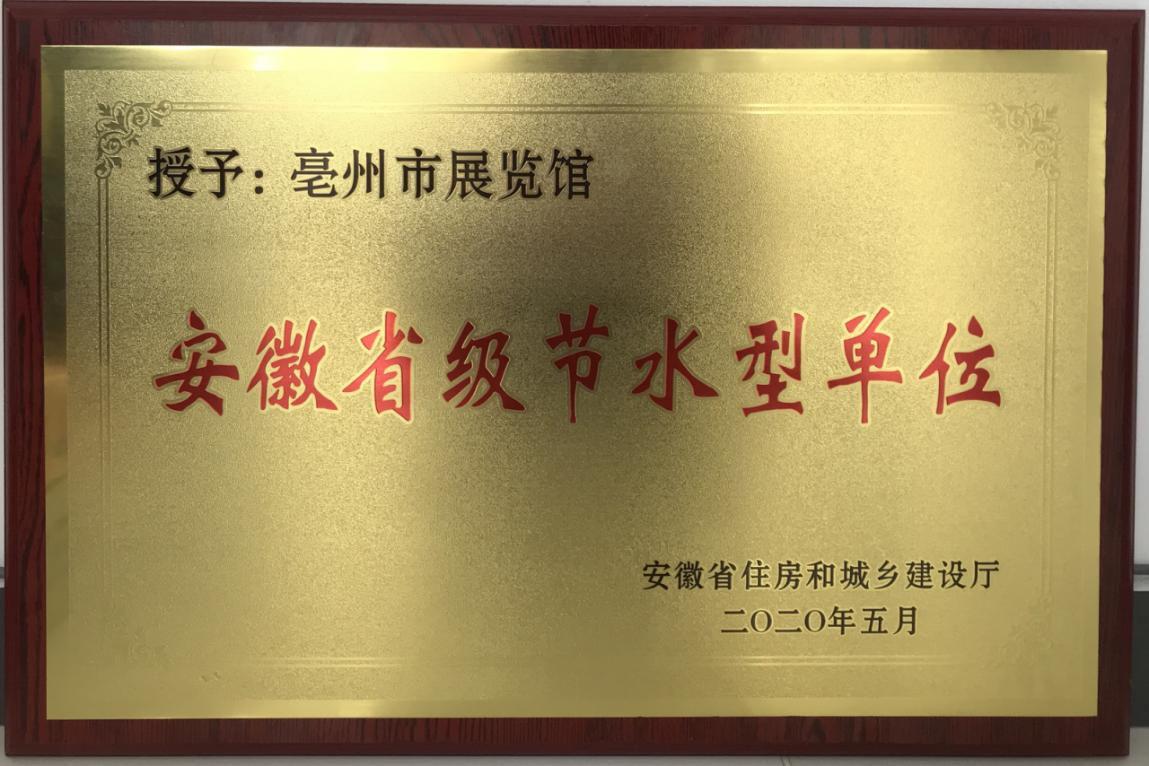 授予：亳州市展览馆
安徽省级节水型单位
安徽省住房和城乡建设厅
二〇二〇年五月